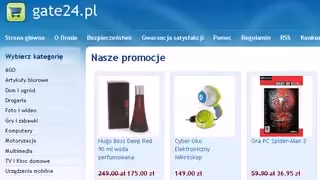 gate24.pl
Strona główna O firmie Bezpieczeństwo Gwarancja satysfakcji Pomoc Regulamin RSS Konkurs
Wybierz kategorię
AGD
Artykuły biurowe
Dom i ogród
Drogeria
Foto i wideo
Gry i zabawki
Komputery
Motoryzacja
Multimedia
TV i Kino domowe
Urządzenia mobilne
Nasze promocje
Hugo Boss Deep Red
90 ml woda
perfumowana
249.00 zł 175,00 zł
Cyber Oko
Elektroniczny
Mikroskop
149,00 zł
Gra PC Spider-Man 3
59.90 zł 36,95 zł